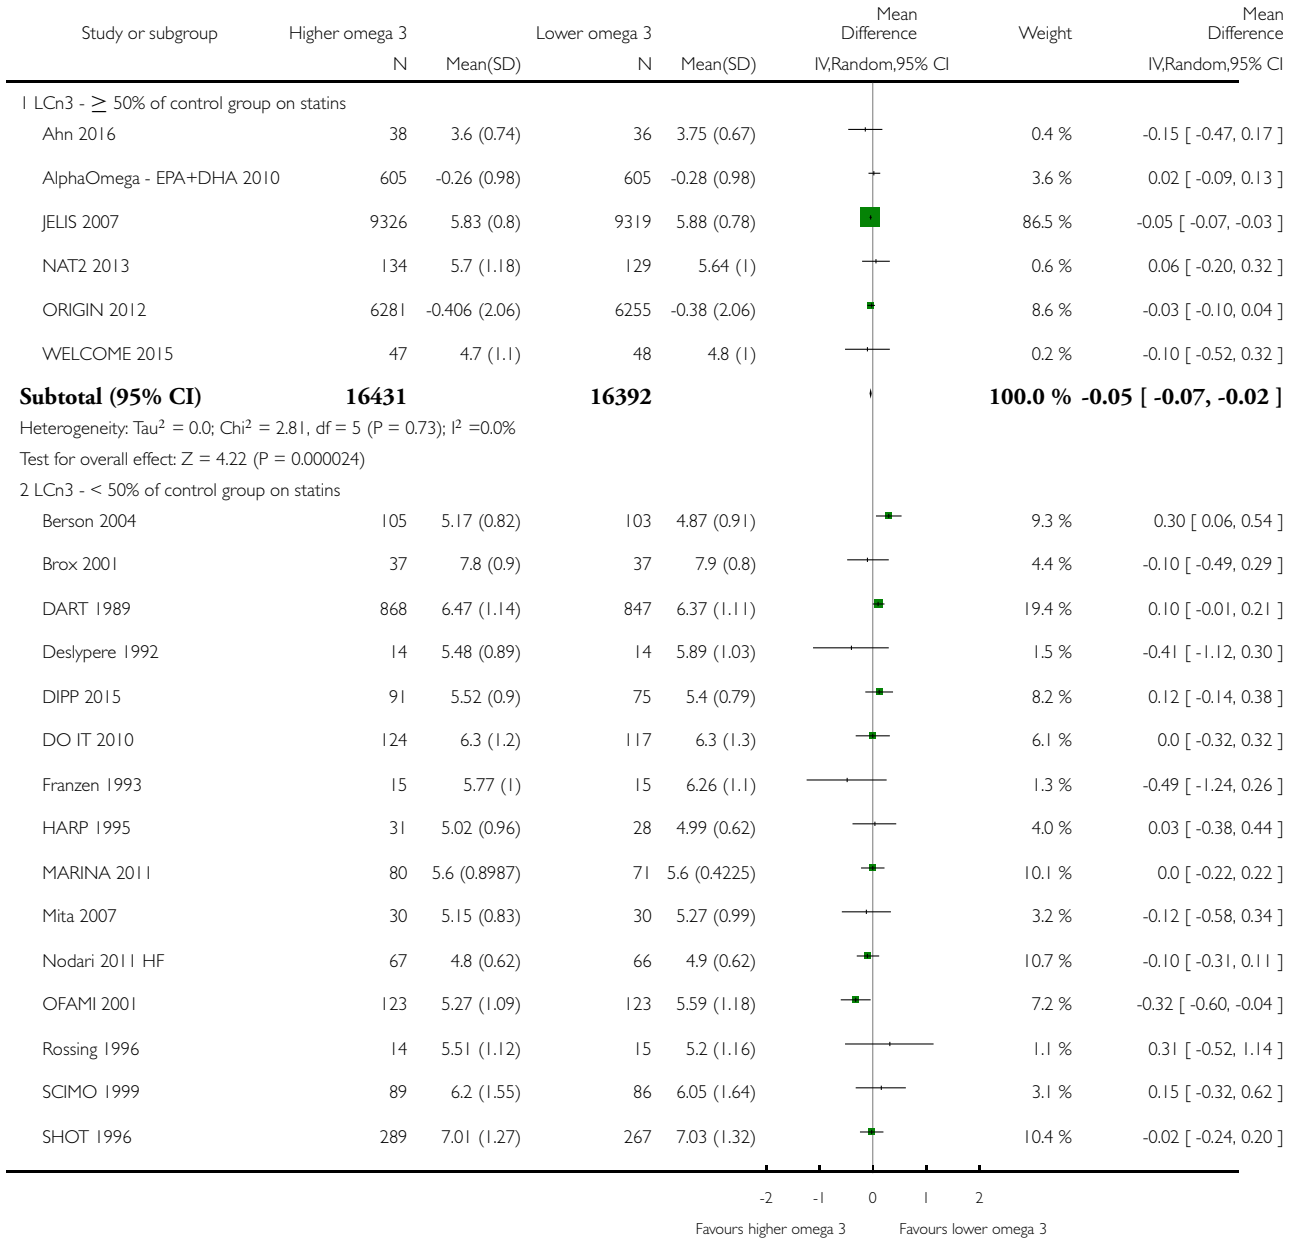 Study or subgroup Higher omega 3 Lower omega 3 Mean Difference Weight Mean Difference
N Mean(SD) N Mean(SD) IV,Random,95% CI IV,Random,95% CI
1 LCn3 - ≥ 50% of control group on statins
Ahn 2016 38 3.6 (0.74) 36 3.75 (0.67) 0.4 % -0.15 [ -0.47, 0.17 ]
AlphaOmega - EPA+DHA 2010 605 -0.26 (0.98) 605 -0.28 (0.98) 3.6 % 0.02 [ -0.09, 0.13 ]
JELIS 2007 9326 5.83 (0.8) 9319 5.88 (0.78) 86.5 % -0.05 [ -0.07, -0.03 ]
NAT2 2013 134 5.7 (1.18) 129 5.64 (1) 0.6 % 0.06 [ -0.20, 0.32 ]
ORIGIN 2012 6281 -0.406 (2.06) 6255 -0.38 (2.06) 8.6 % -0.03 [ -0.10, 0.04 ]
WELCOME 2015 47 4.7 (1.1) 48 4.8 (1) 0.2 % -0.10 [ -0.52, 0.32 ]
Subtotal (95% CI) 16431 16392 100.0 % -0.05 [ -0.07, -0.02 ]
Heterogeneity: Tau² = 0.0; Chi² = 2.81, df = 5 (P = 0.73); I² =0.0%
Test for overall effect: Z = 4.22 (P = 0.000024)
2 LCn3 - < 50% of control group on statins
Berson 2004 105 5.17 (0.82) 103 4.87 (0.91) 9.3 % 0.30 [ 0.06, 0.54 ]
Brox 2001 37 7.8 (0.9) 37 7.9 (0.8) 4.4 % -0.10 [ -0.49, 0.29 ]
DART 1989 868 6.47 (1.14) 847 6.37 (1.11) 19.4 % 0.10 [ -0.01, 0.21 ]
Deslypere 1992 14 5.48 (0.89) 14 5.89 (1.03) 1.5 % -0.41 [ -1.12, 0.30 ]
DIPP 2015 91 5.52 (0.9) 75 5.4 (0.79) 8.2 % 0.12 [ -0.14, 0.38 ]
DO IT 2010 124 6.3 (1.2) 117 6.3 (1.3) 6.1 % 0.0 [ -0.32, 0.32 ]
Franzen 1993 15 5.77 (1) 15 6.26 (1.1) 1.3 % -0.49 [ -1.24, 0.26 ]
HARP 1995 31 5.02 (0.96) 28 4.99 (0.62) 4.0 % 0.03 [ -0.38, 0.44 ]
MARINA 2011 80 5.6 (0.8987) 71 5.6 (0.4225) 10.1 % 0.0 [ -0.22, 0.22 ]
Mita 2007 30 5.15 (0.83) 30 5.27 (0.99) 3.2 % -0.12 [ -0.58, 0.34 ]
Nodari 2011 HF 67 4.8 (0.62) 66 4.9 (0.62) 10.7 % -0.10 [ -0.31, 0.11 ]
OFAMI 2001 123 5.27 (1.09) 123 5.59 (1.18) 7.2 % -0.32 [ -0.60, -0.04 ]
Rossing 1996 14 5.51 (1.12) 15 5.2 (1.16) 1.1 % 0.31 [ -0.52, 1.14 ]
SCIMO 1999 89 6.2 (1.55) 86 6.05 (1.64) 3.1 % 0.15 [ -0.32, 0.62 ]
SHOT 1996 289 7.01 (1.27) 267 7.03 (1.32) 10.4 % -0.02 [ -0.24, 0.20 ]
-2 -1 0 1 2
Favours higher omega 3 Favours lower omega 3